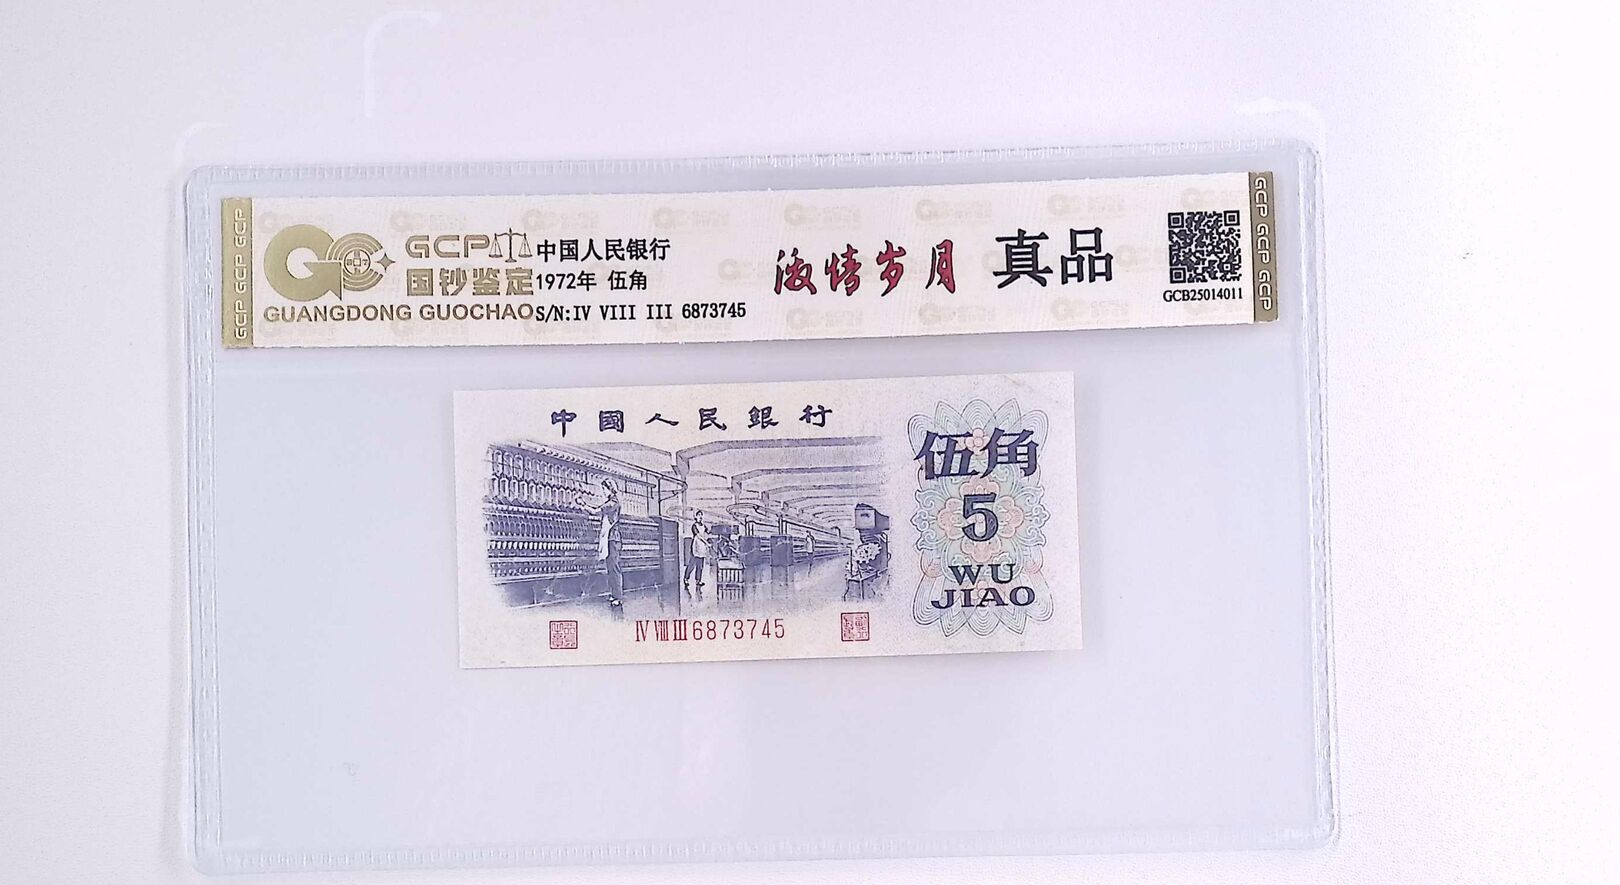 GCP GCP GCP
GCP
国钞鉴定
GUANGDONG GUOCHAO
中国人民银行
1972年 伍角
S/N:IV VIII III 6873745
激情岁月
真品
GCB25014011
GCP GCP GCP
中國人民銀行
伍角
5
WU
JIAO
IV VIII III 6873745